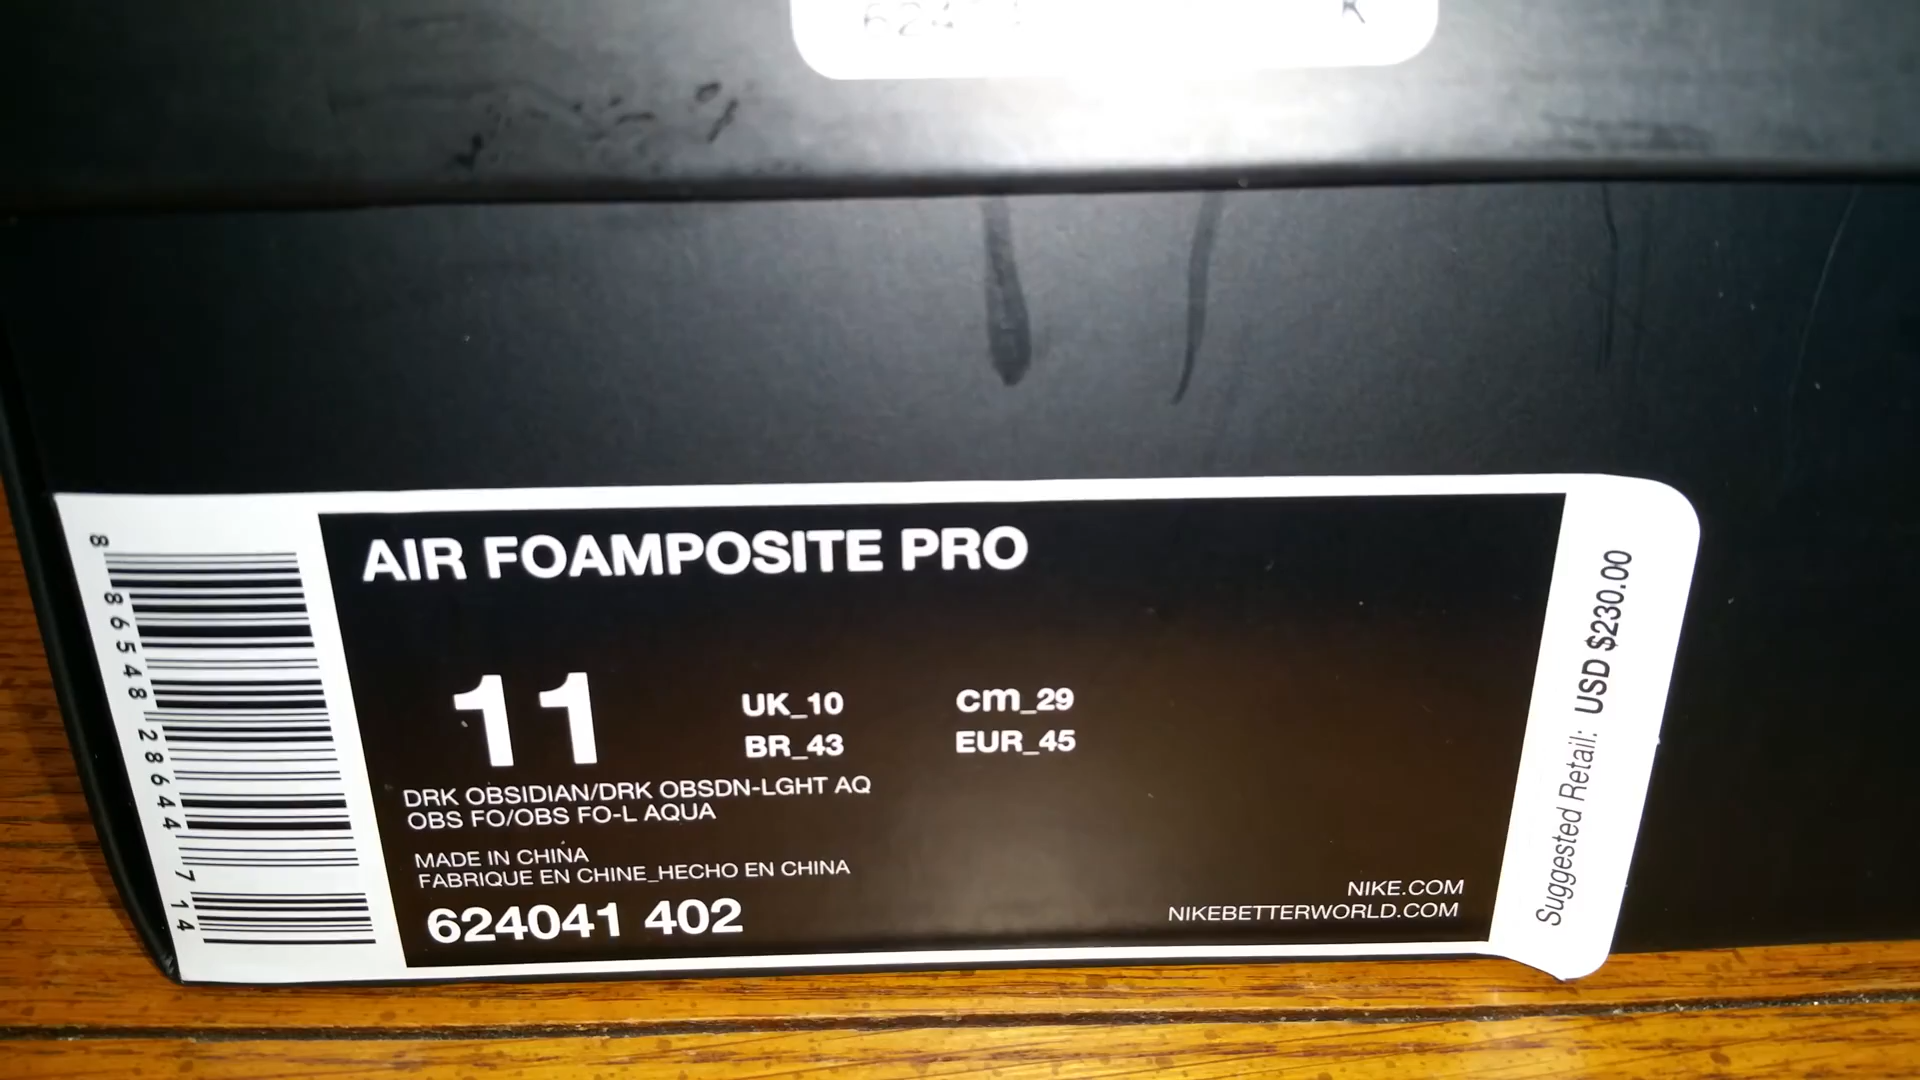 AIR FOAMPOSITE PRO
11
UK_10
cm_29
BR_43
EUR_45
DRK OBSIDIAN/DRK OBSDN-LGHT AQ
OBS FO/OBS FO-L AQUA
MADE IN CHINA
FABRIQUE EN CHINE_HECHO EN CHINA
624041 402
NIKE.COM
NIKEBETTERWORLD.COM
8 86548 28644 7 14
Suggested Retail: USD $230.00